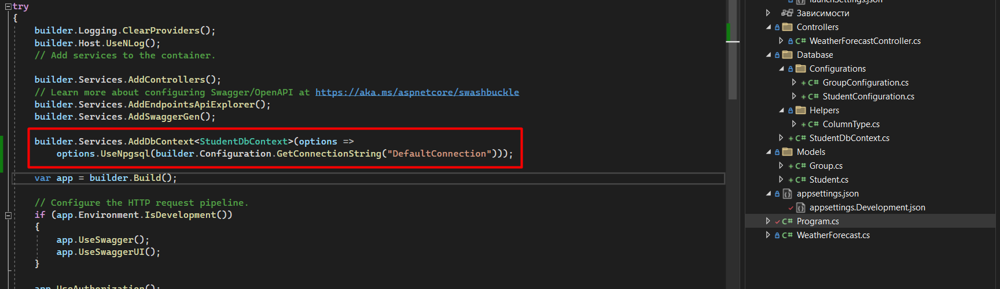 try
{
builder.Logging.ClearProviders();
builder.Host.UseNLog();
// Add services to the container.
builder.Services.AddControllers();
// Learn more about configuring Swagger/OpenAPI at https://aka.ms/aspnetcore/swashbuckle
builder.Services.AddEndpointsApiExplorer();
builder.Services.AddSwaggerGen();
builder.Services.AddDbContext<StudentDbContext>(options =>
options.UseNpgsql(builder.Configuration.GetConnectionString("DefaultConnection")));
var app = builder.Build();
// Configure the HTTP request pipeline.
if (app.Environment.IsDevelopment())
{
app.UseSwagger();
app.UseSwaggerUI();
}
app.UseAuthorization();
launchSettings.json
Зависимости
Controllers
C# WeatherForecastController.cs
Database
Configurations
+ C# GroupConfiguration.cs
+ C# StudentConfiguration.cs
Helpers
+ C# ColumnType.cs
+ C# StudentDbContext.cs
Models
+ C# Group.cs
+ C# Student.cs
appsettings.json
appsettings.Development.json
C# Program.cs
C# WeatherForecast.cs